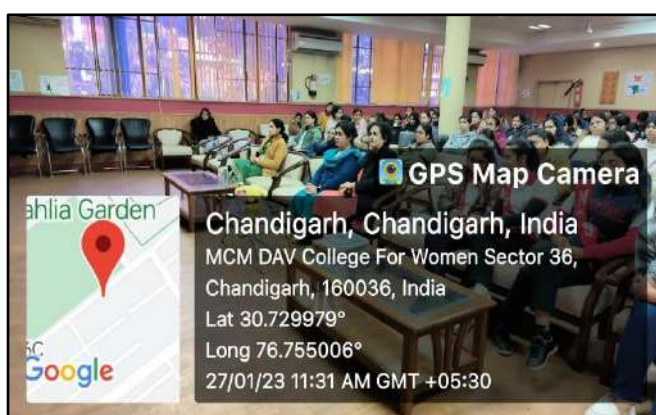 GPS Map Camera
ahlia Garden
Chandigarh, Chandigarh, India
MCM DAV College For Women Sector 36,
Chandigarh, 160036, India
Lat 30.729979°
Long 76.755006°
27/01/23 11:31 AM GMT +05:30
Google